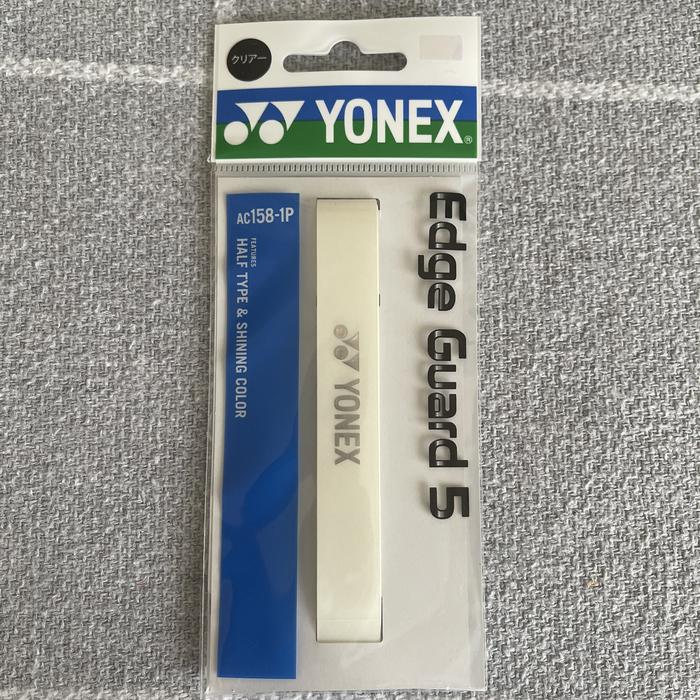 クリアー
YONEX®
AC158-1P
FEATURES
HALF TYPE & SHINING COLOR
YONEX
Edge Guard 5